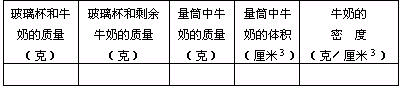 玻璃杯和牛 玻璃杯和剩余 量筒中牛 量筒中牛 牛奶的
奶的质量 牛奶的质量 奶的质量 奶的体积 密 度
（克） （克） （克） （厘米³） （克/厘米³）